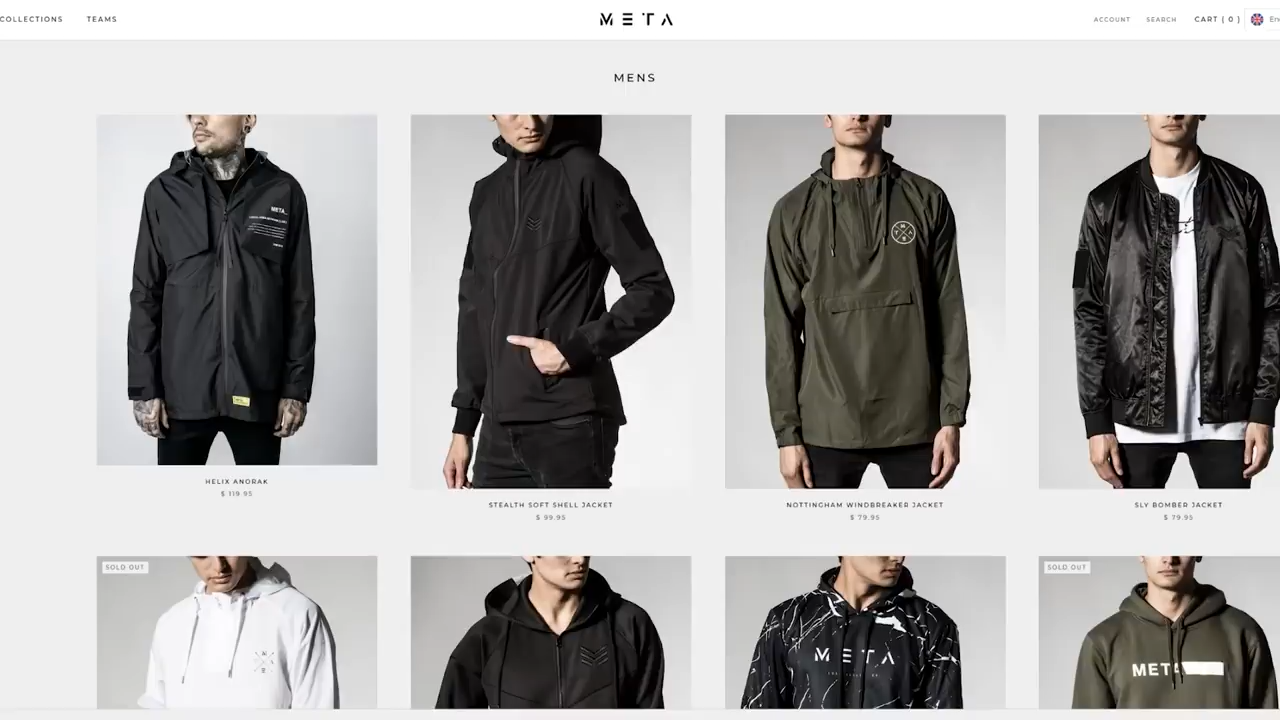 COLLECTIONS TEAMS META ACCOUNT SEARCH CART ( 0 )
MENS
META_
HELIX ANORAK
$ 119.95
STEALTH SOFT SHELL JACKET
$ 99.95
NOTTINGHAM WINDBREAKER JACKET
$ 79.95
SLY BOMBER JACKET
$ 79.95
SOLD OUT
META
SOLD OUT
META